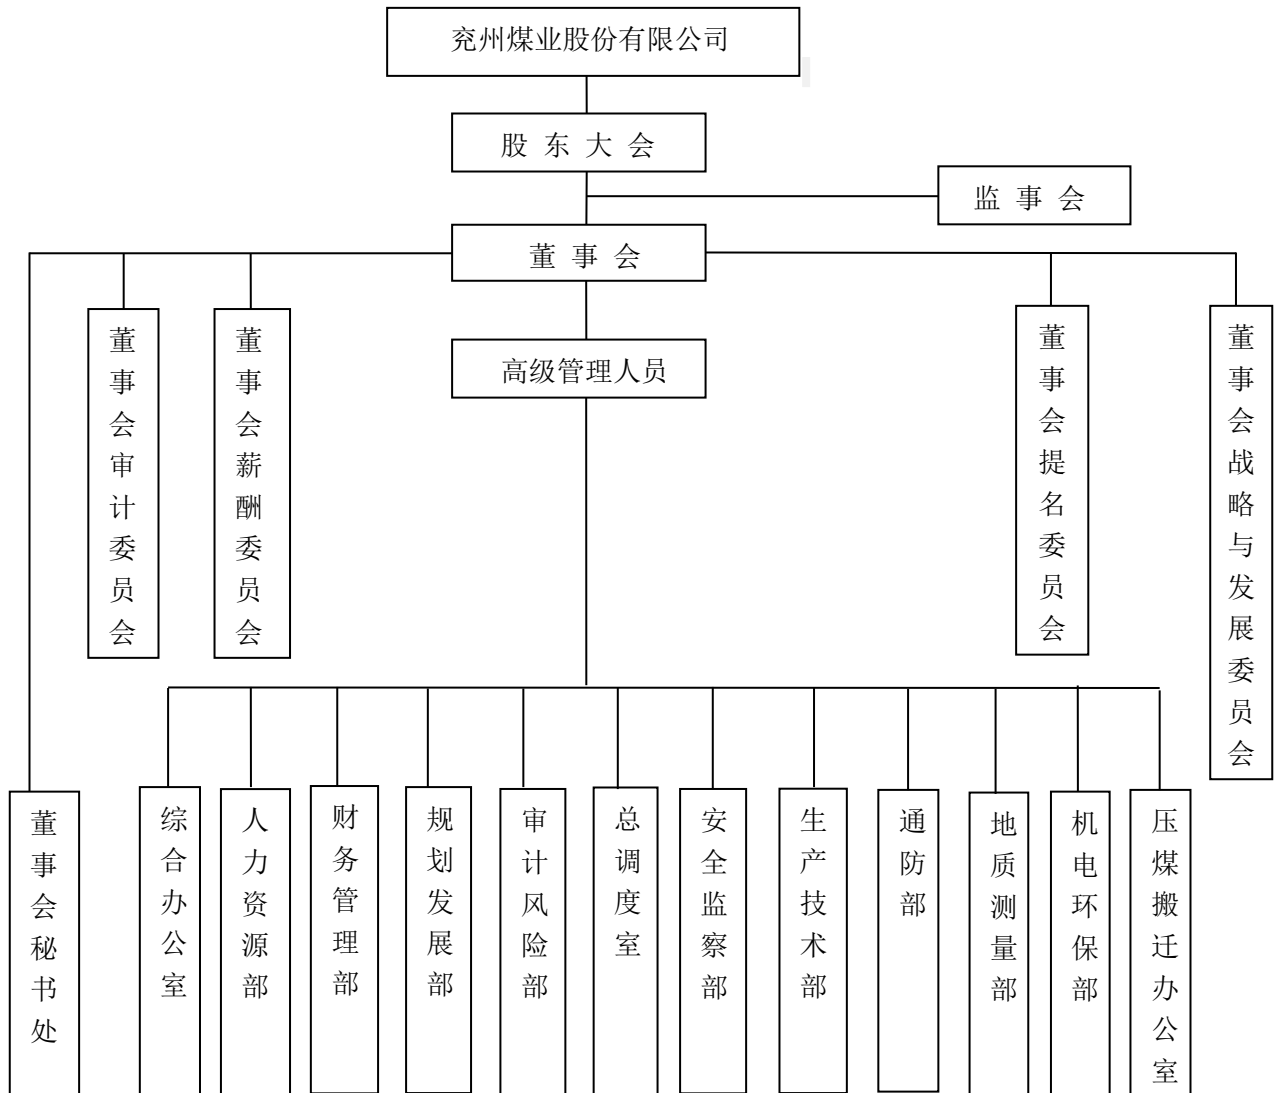 兖州煤业股份有限公司
股 东 大 会
监 事 会
董 事 会
高级管理人员
董事会审计委员会
董事会薪酬委员会
董事会提名委员会
董事会战略与发展委员会
董事会秘书处
综合办公室
人力资源部
财务管理部
规划发展部
审计风险部
总调度室
安全监察部
生产技术部
通防部
地质测量部
机电环保部
压煤搬迁办公室